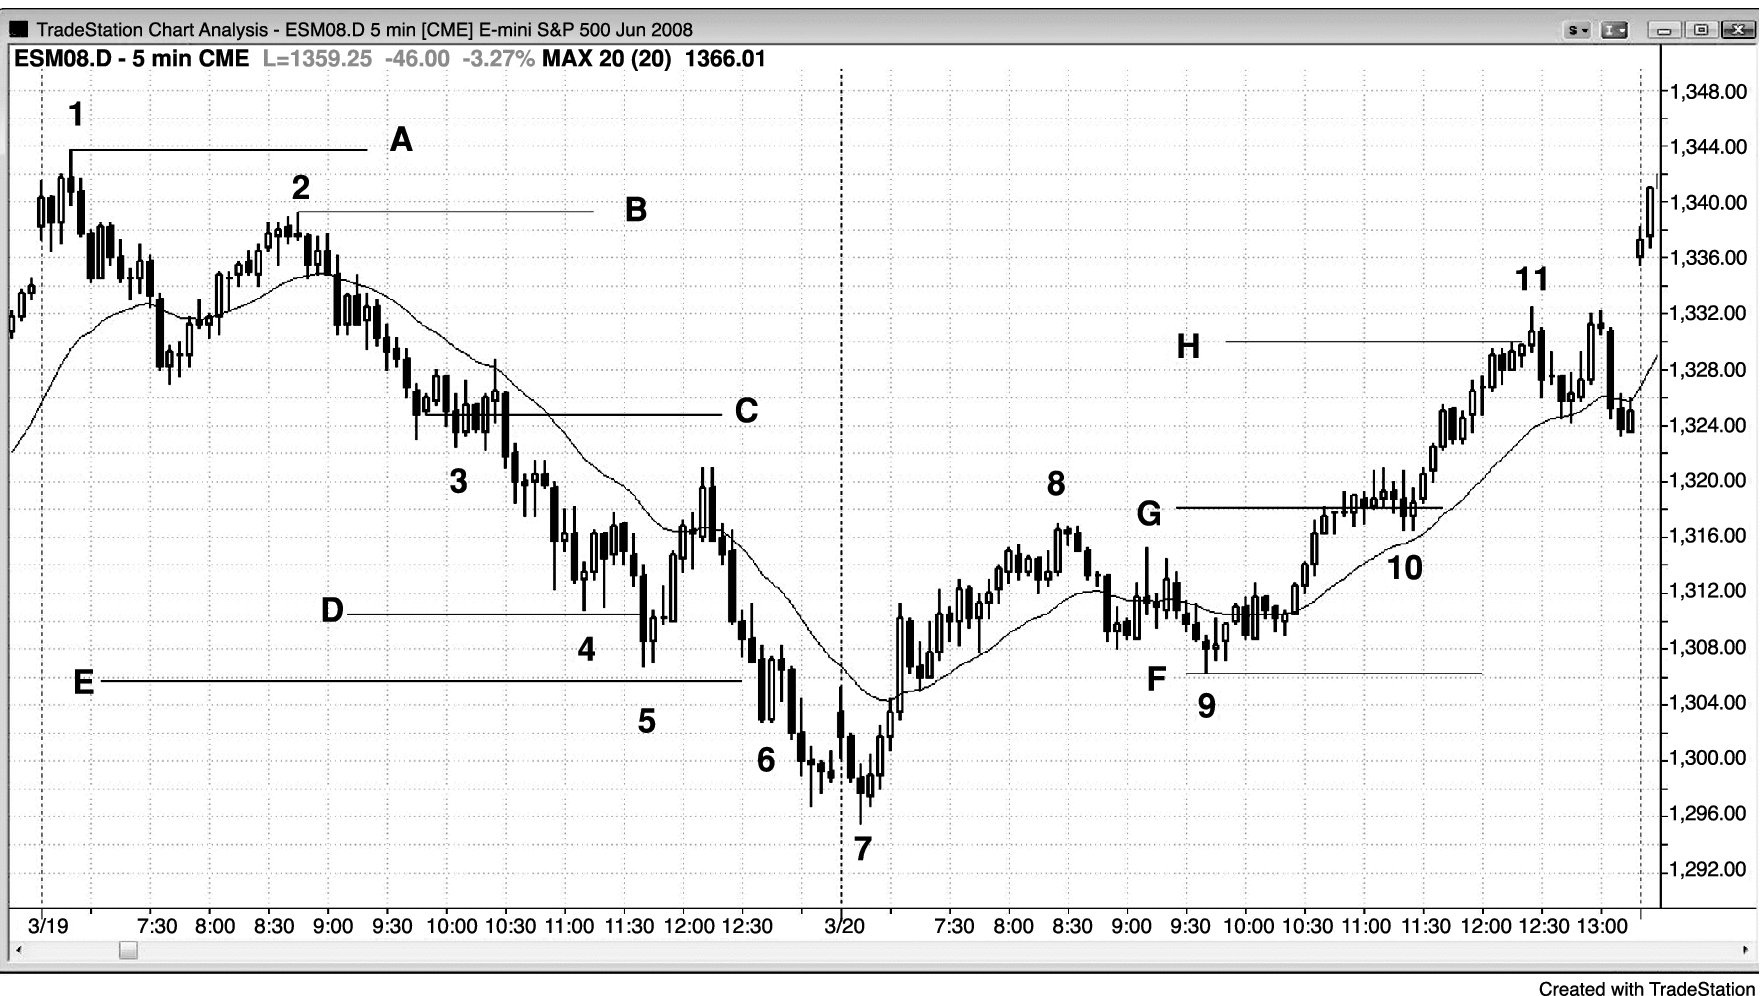 TradeStation Chart Analysis - ESM08.D 5 min [CME] E-mini S&P 500 Jun 2008
S
I
ESM08.D - 5 min CME L=1359.25 -46.00 -3.27% MAX 20 (20) 1366.01
1,348.00
1
A
1,344.00
2
B
1,340.00
1,336.00
11
1,332.00
H
1,328.00
C
1,324.00
3
8
1,320.00
G
1,316.00
10
D
1,312.00
4
1,308.00
E
F
9
1,304.00
5
6
1,300.00
7
1,296.00
1,292.00
3/19 7:30 8:00 8:30 9:00 9:30 10:00 10:30 11:00 11:30 12:00 12:30 3/20 7:30 8:00 8:30 9:00 9:30 10:00 10:30 11:00 11:30 12:00 12:30 13:00
Created with TradeStation